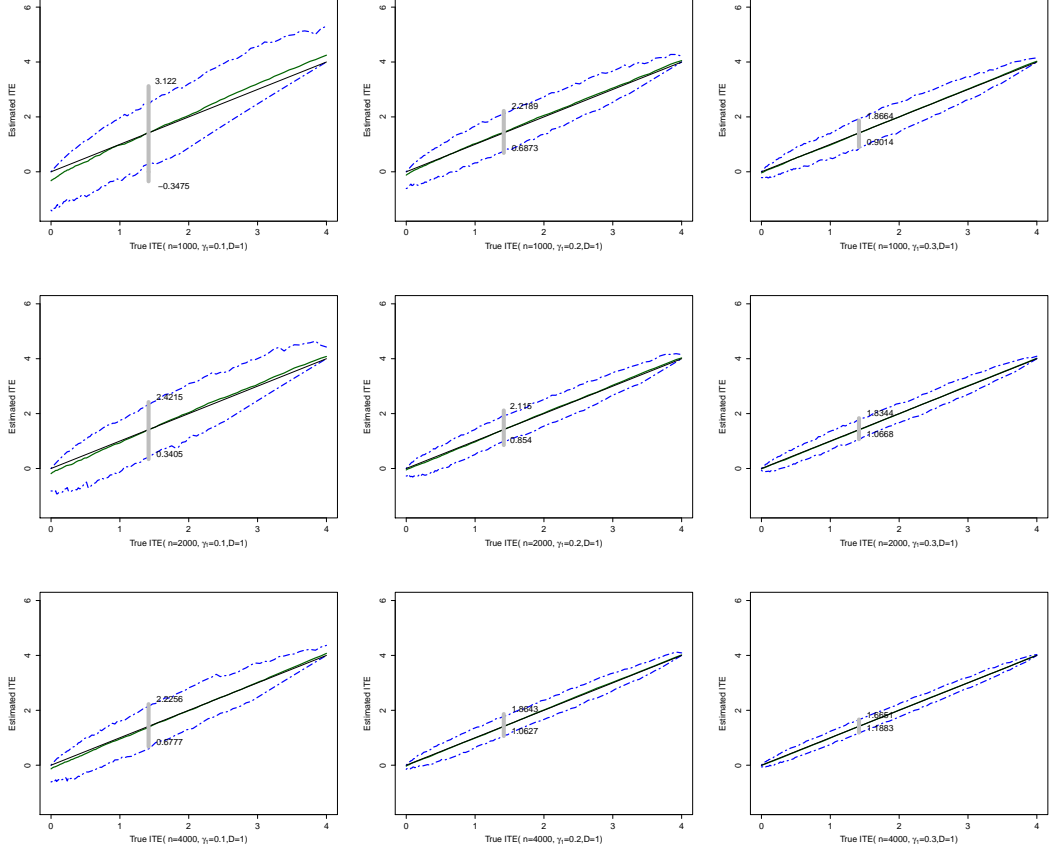 6
4
2
0
Estimated ITE
3.122
−0.3475
0 1 2 3 4
True ITE( n=1000, γ₁=0.1,D=1)
6
4
2
0
Estimated ITE
2.2189
0.6873
0 1 2 3 4
True ITE( n=1000, γ₁=0.2,D=1)
6
4
2
0
Estimated ITE
1.8664
0.9014
0 1 2 3 4
True ITE( n=1000, γ₁=0.3,D=1)
6
4
2
0
Estimated ITE
2.4215
0.3405
0 1 2 3 4
True ITE( n=2000, γ₁=0.1,D=1)
6
4
2
0
Estimated ITE
2.115
0.854
0 1 2 3 4
True ITE( n=2000, γ₁=0.2,D=1)
6
4
2
0
Estimated ITE
1.8344
1.0668
0 1 2 3 4
True ITE( n=2000, γ₁=0.3,D=1)
6
4
2
0
Estimated ITE
2.2256
0.6777
0 1 2 3 4
True ITE( n=4000, γ₁=0.1,D=1)
6
4
2
0
Estimated ITE
1.8643
1.0627
0 1 2 3 4
True ITE( n=4000, γ₁=0.2,D=1)
6
4
2
0
Estimated ITE
1.1883
0 1 2 3 4
True ITE( n=4000, γ₁=0.3,D=1)